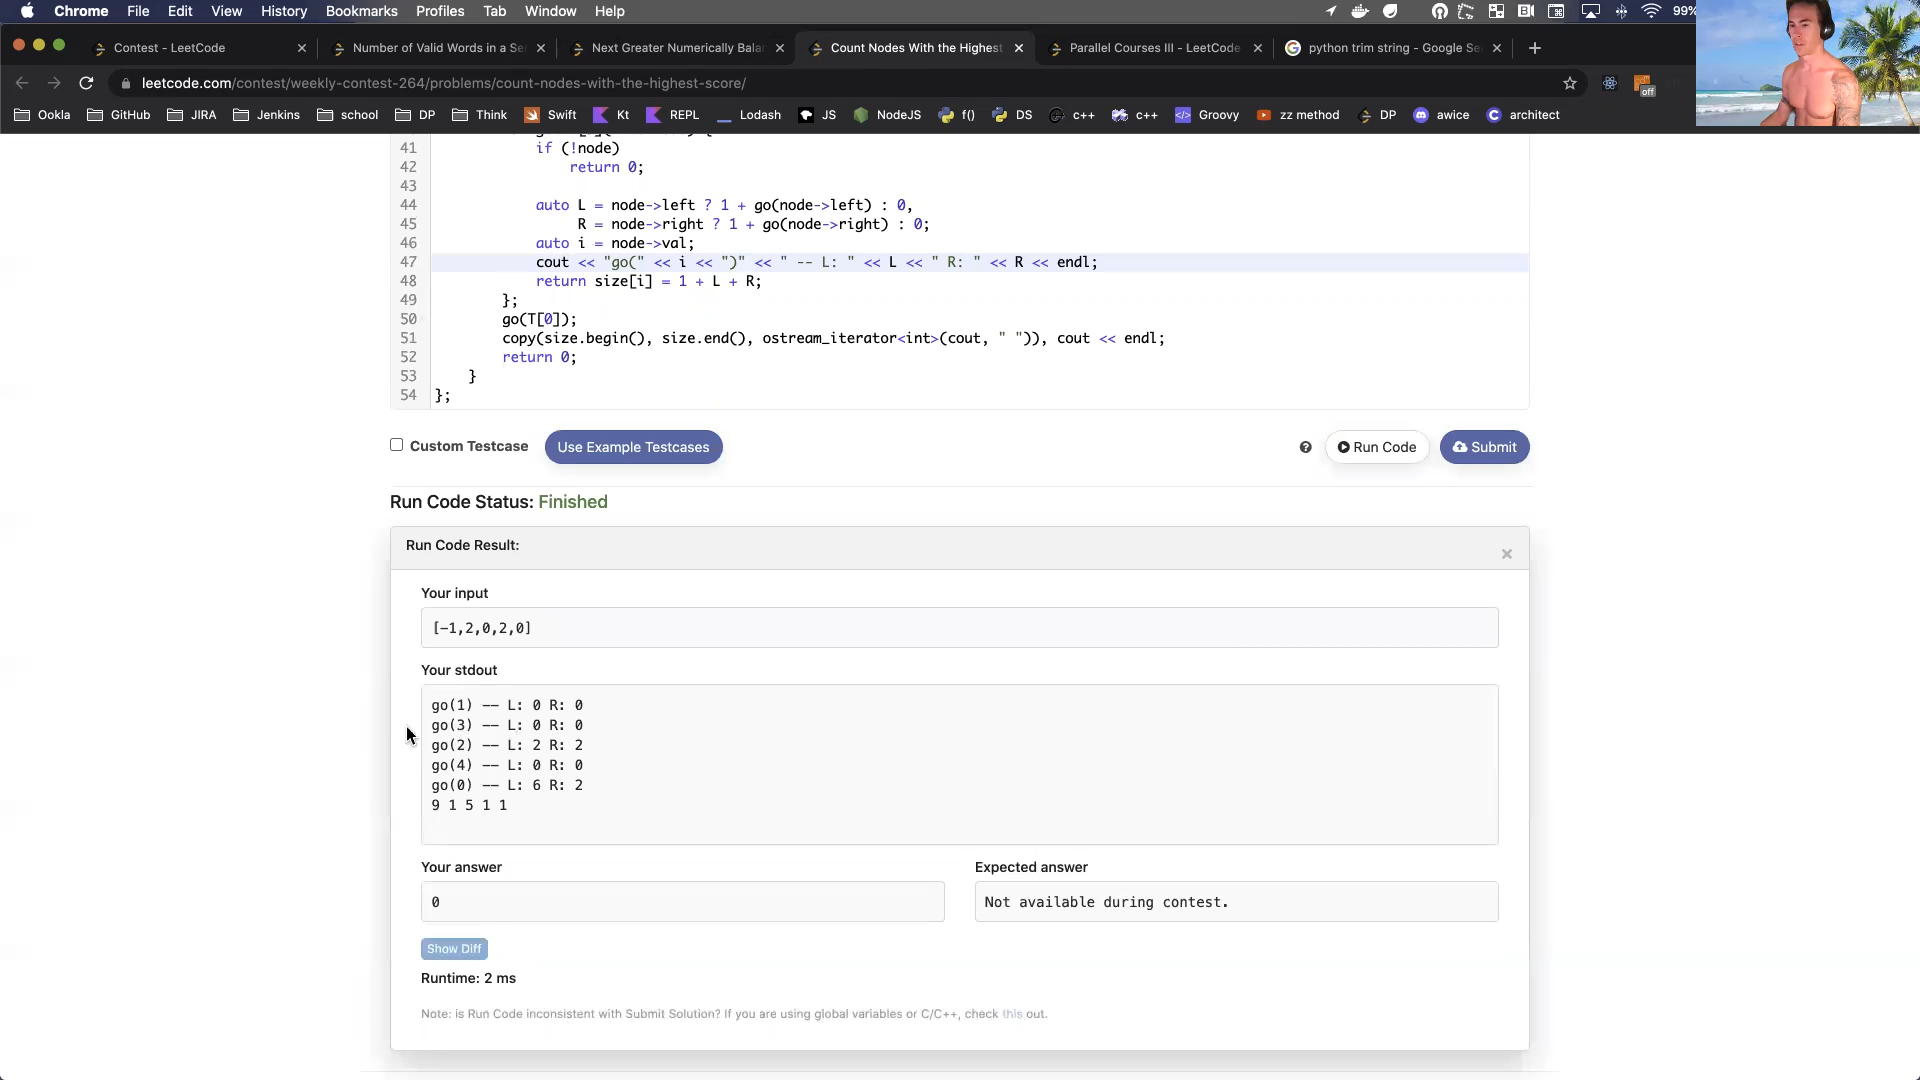 Chrome File Edit View History Bookmarks Profiles Tab Window Help 99%
Contest - LeetCode
Number of Valid Words in a Se
Next Greater Numerically Bala
Count Nodes With the Highest
Parallel Courses III - LeetCode
python trim string - Google Se
leetcode.com/contest/weekly-contest-264/problems/count-nodes-with-the-highest-score/
off
Ookla GitHub JIRA Jenkins school DP Think Swift Kt REPL Lodash JS NodeJS f() DS c++ c++ Groovy zz method DP awice architect
41 if (!node)
42 return 0;
43
44 auto L = node->left ? 1 + go(node->left) : 0,
45 R = node->right ? 1 + go(node->right) : 0;
46 auto i = node->val;
47 cout << "go(" << i << ")" << " -- L: " << L << " R: " << R << endl;
48 return size[i] = 1 + L + R;
49 };
50 go(T[0]);
51 copy(size.begin(), size.end(), ostream_iterator<int>(cout, " ")), cout << endl;
52 return 0;
53 }
54 };
Custom Testcase Use Example Testcases Run Code Submit
Run Code Status: Finished
Run Code Result:
Your input
[-1,2,0,2,0]
Your stdout
go(1) -- L: 0 R: 0
go(3) -- L: 0 R: 0
go(2) -- L: 2 R: 2
go(4) -- L: 0 R: 0
go(0) -- L: 6 R: 2
9 1 5 1 1
Your answer Expected answer
0 Not available during contest.
Show Diff
Runtime: 2 ms
Note: is Run Code inconsistent with Submit Solution? If you are using global variables or C/C++, check this out.